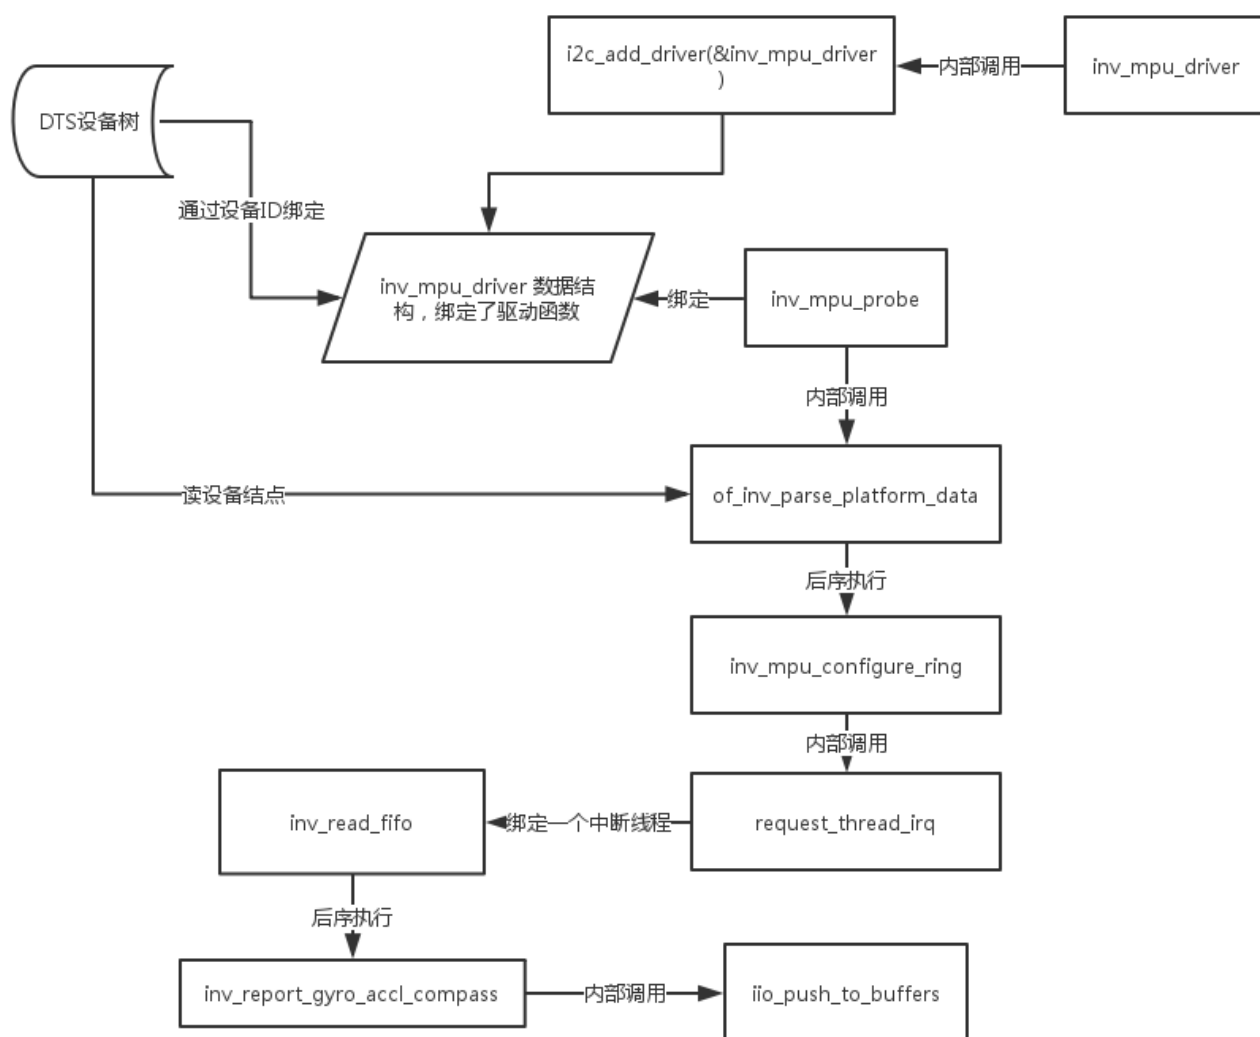 i2c_add_driver(&inv_mpu_driver
)
内部调用
inv_mpu_driver
DTS设备树
通过设备ID绑定
inv_mpu_driver 数据结
构，绑定了驱动函数
绑定
inv_mpu_probe
内部调用
of_inv_parse_platform_data
读设备结点
后序执行
inv_mpu_configure_ring
内部调用
request_thread_irq
绑定一个中断线程
inv_read_fifo
后序执行
inv_report_gyro_accl_compass
内部调用
iio_push_to_buffers